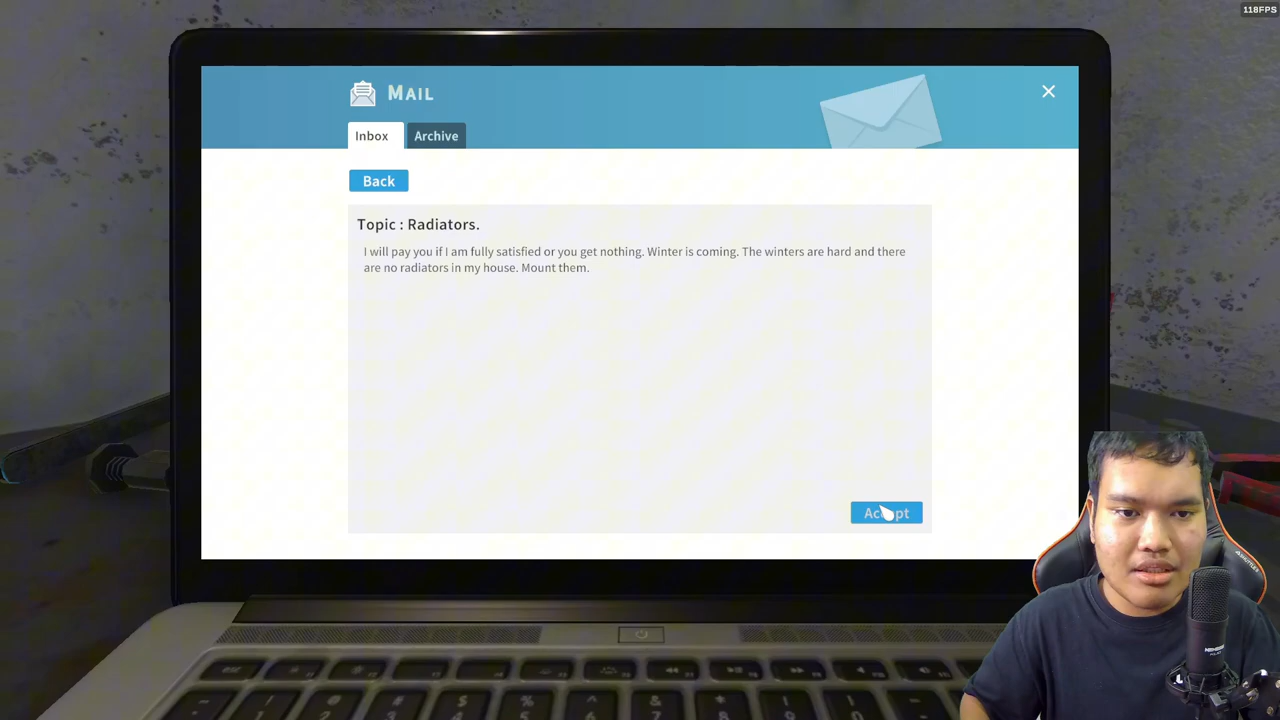 118FPS
MAIL
Inbox
Archive
Back
Topic : Radiators.
I will pay you if I am fully satisfied or you get nothing. Winter is coming. The winters are hard and there
are no radiators in my house. Mount them.
Accept